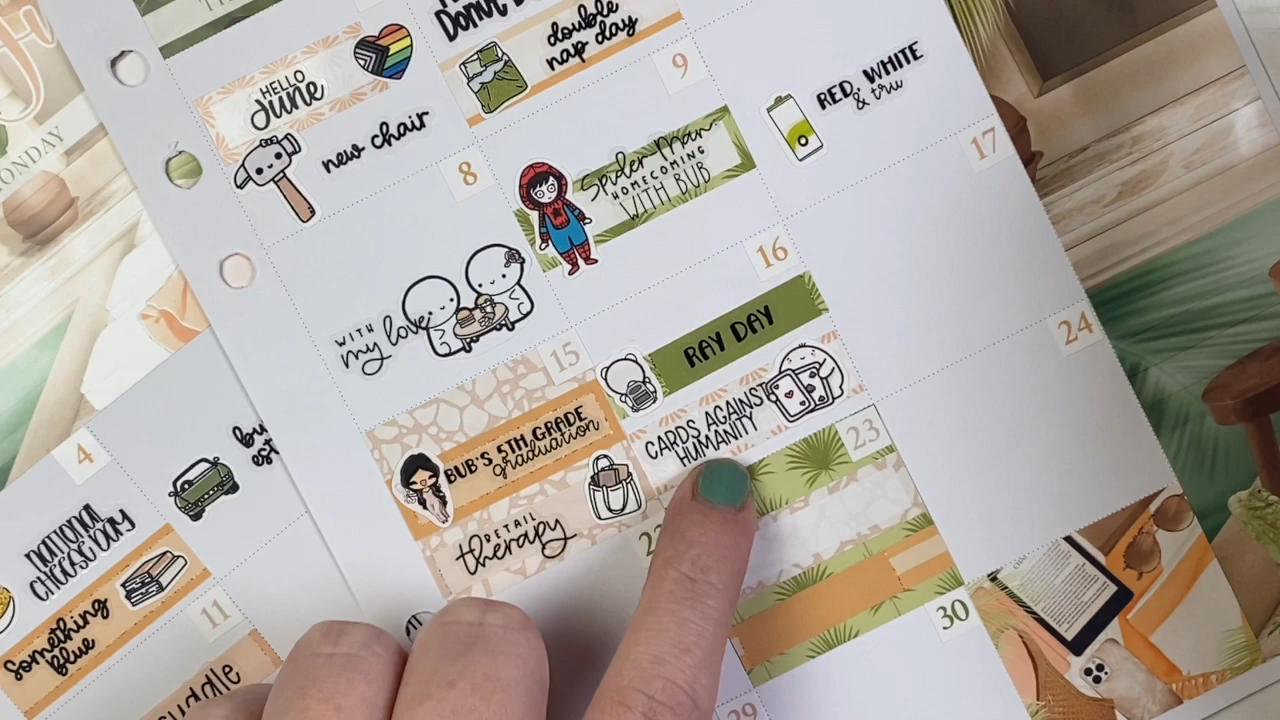 MONDAY
HELLO
June
new chair
double
nap day
9
RED, WHITE
& tru
8
Spider-Man:
HOMECOMING
WITH BUB
17
WITH
my love
16
RAY DAY
15
BUB'S 5TH GRADE
graduation
CARDS AGAINST
HUMANITY
RETAIL
therapy
24
23
4
NATIONAL
CHEESE DAY
Something
blue
11
30
29